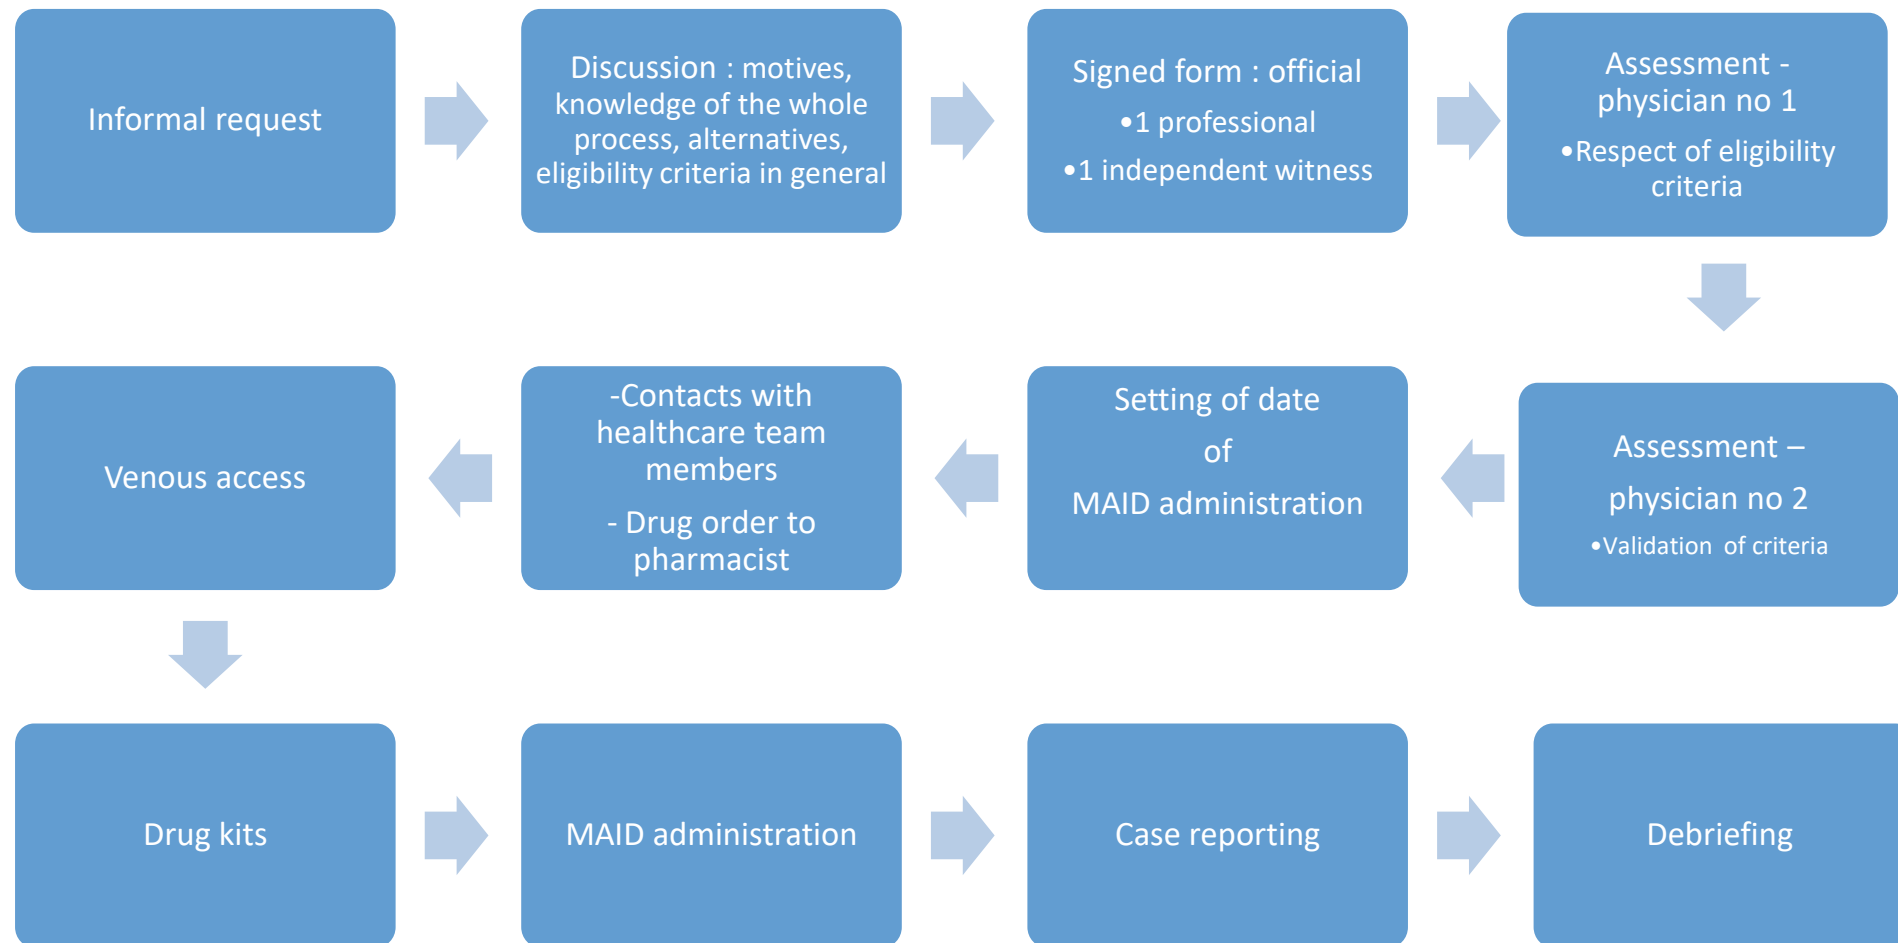 Informal request
Discussion : motives,
knowledge of the whole
process, alternatives,
eligibility criteria in general
Signed form : official
•1 professional
•1 independent witness
Assessment -
physician no 1
•Respect of eligibility
criteria
Assessment –
physician no 2
•Validation of criteria
Setting of date
of
MAID administration
-Contacts with
healthcare team
members
- Drug order to
pharmacist
Venous access
Drug kits
MAID administration
Case reporting
Debriefing